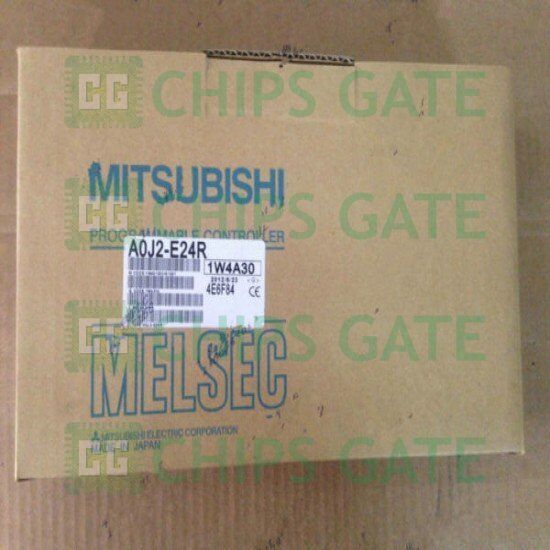 CG CHIPS GATE
MITSUBISHI
CG CHIPS GATE
PROGRAMMABLE CONTROLLER
A0J2-E24R
1W4A30
4E6F84 CE
CG CHIPS GATE
MELSEC
MITSUBISHI ELECTRIC CORPORATION
MADE IN JAPAN
CG CHIPS GATE